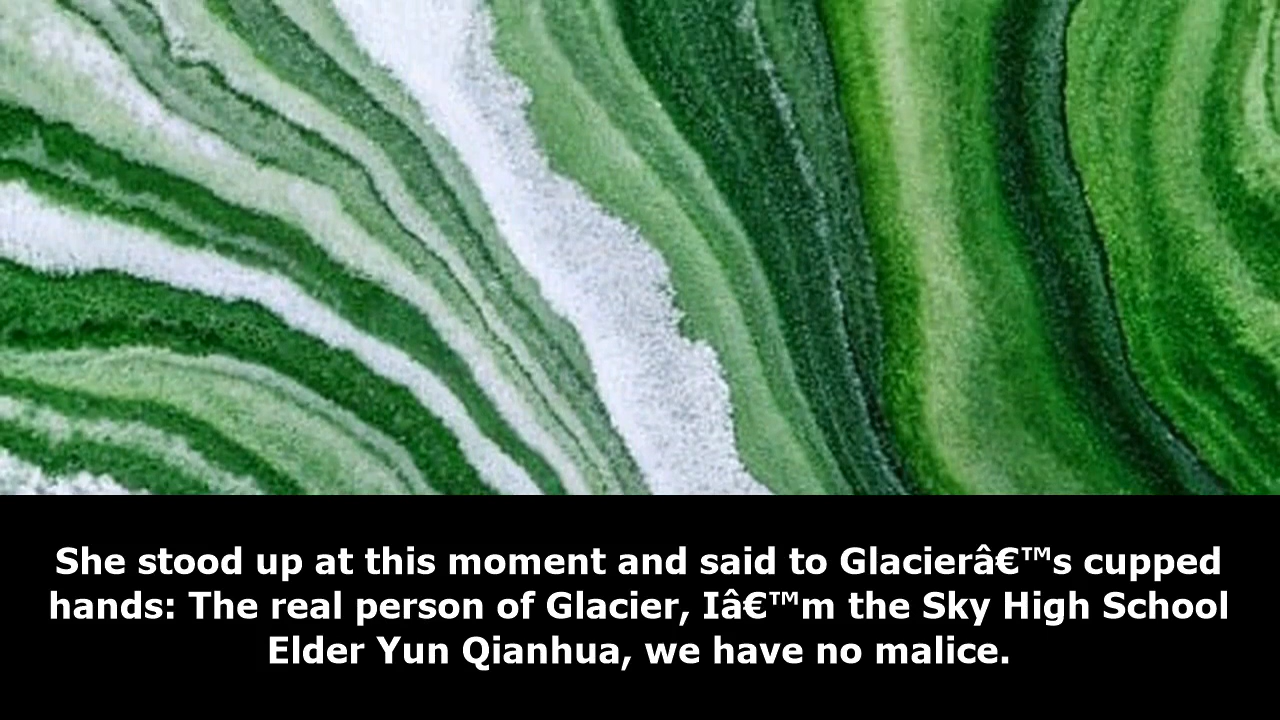 She stood up at this moment and said to Glacierâ€™s cupped
hands: The real person of Glacier, Iâ€™m the Sky High School
Elder Yun Qianhua, we have no malice.